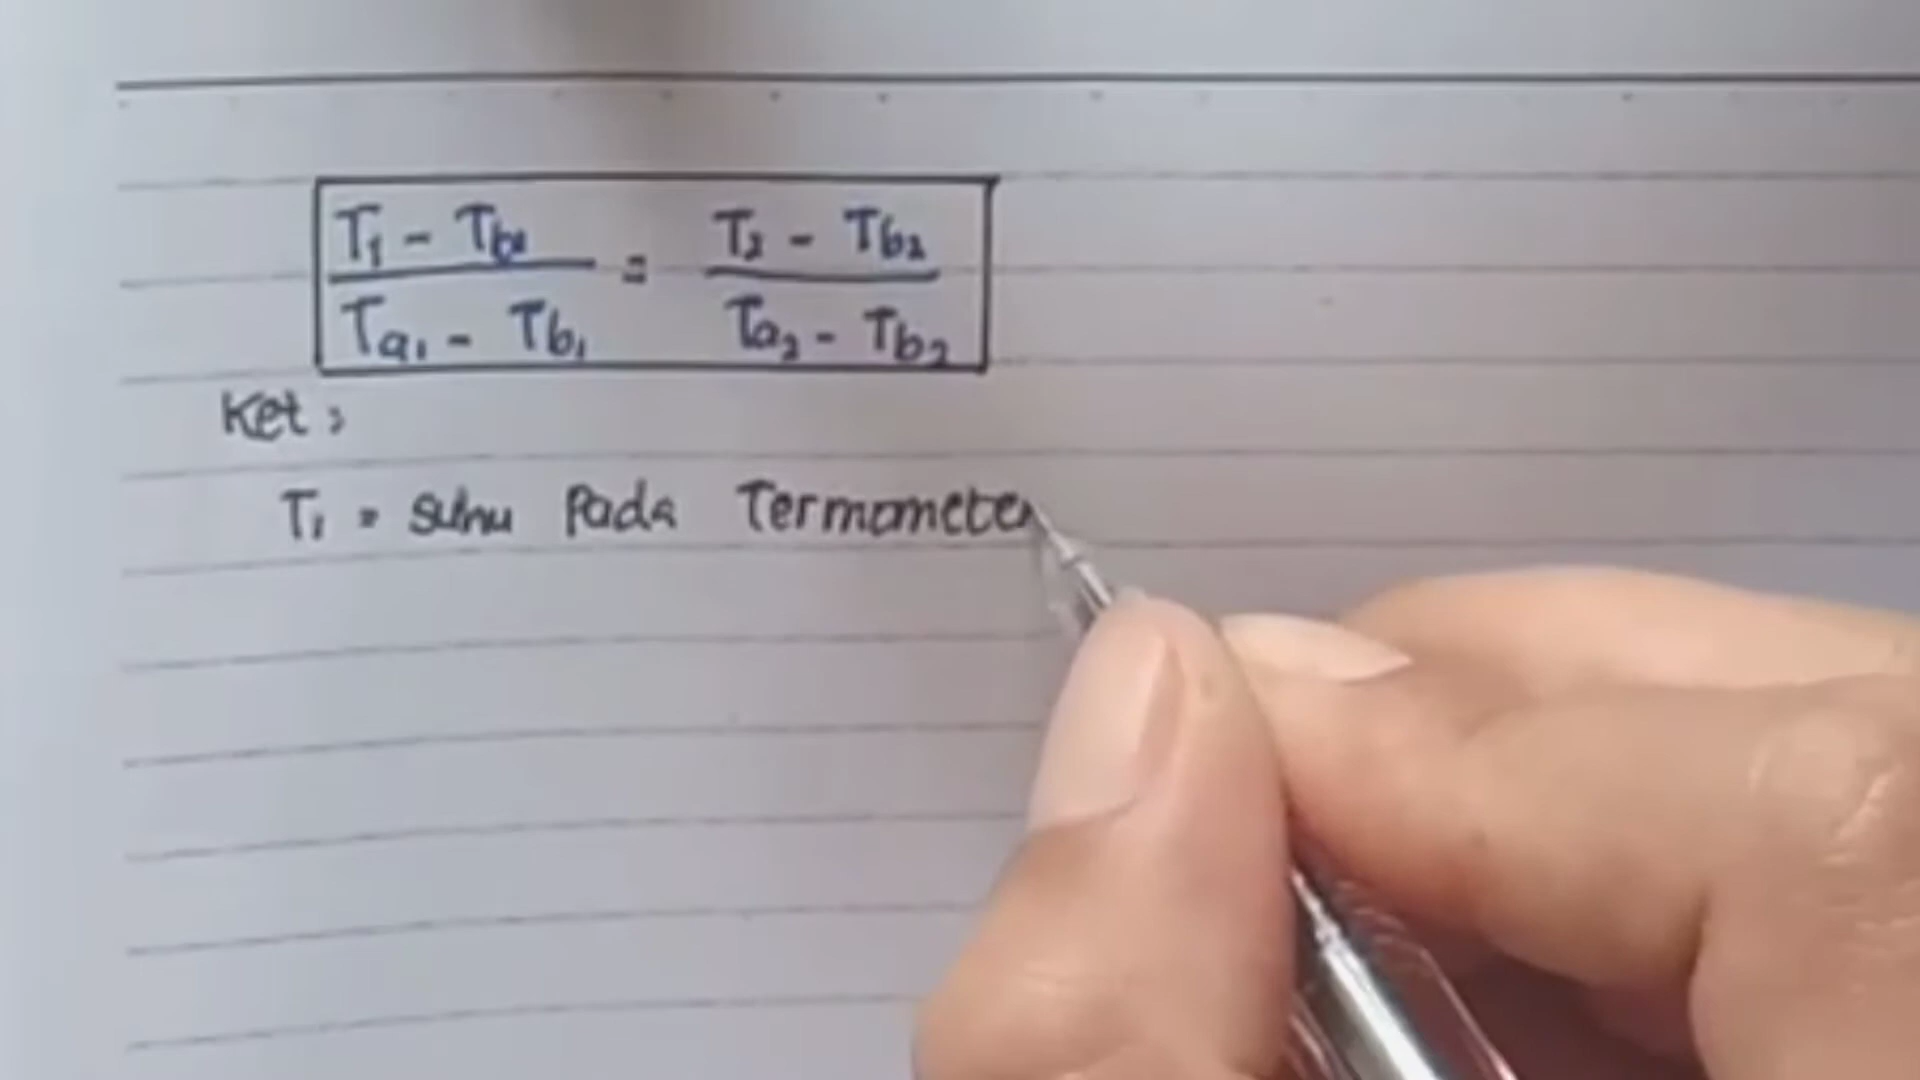 T₁ - Tb₁ = T₂ - Tb₂
Ta₁ - Tb₁ Ta₂ - Tb₂
Ket :
T₁ = suhu Pada Termometer